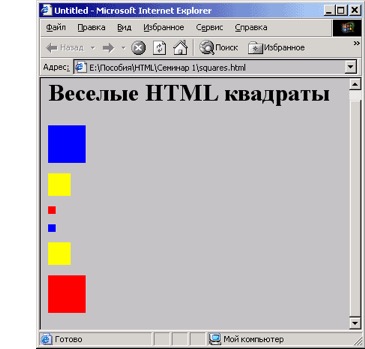 Untitled - Microsoft Internet Explorer
Файл Правка Вид Избранное Сервис Справка
Назад Поиск Избранное »
Адрес: E:\Пособия\HTML\Семинар 1\squares.html
Веселые HTML квадраты
Готово Мой компьютер